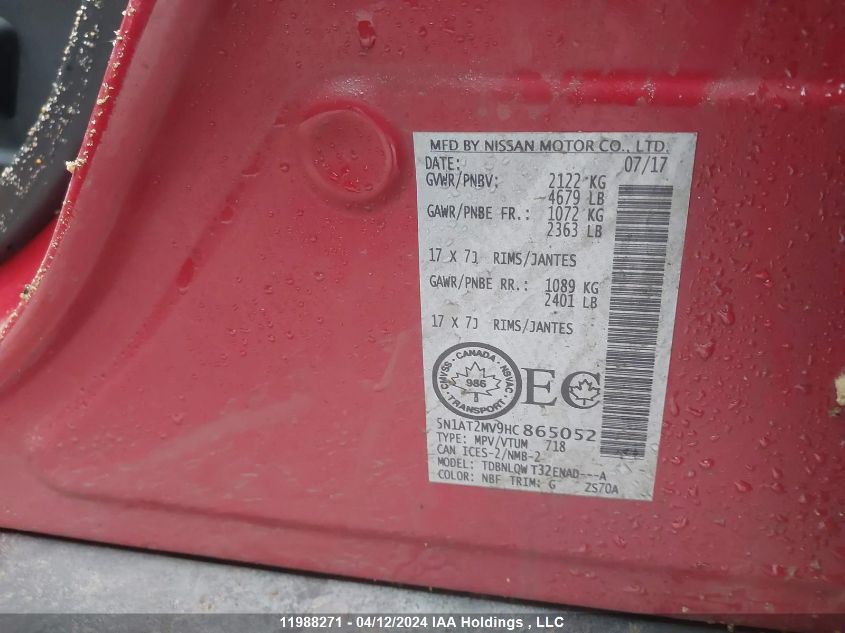 MFD BY NISSAN MOTOR CO., LTD.
DATE: 07/17
GVWR/PNBV: 2122 KG
4679 LB
GAWR/PNBE FR.: 1072 KG
2363 LB
17 X 7J RIMS/JANTES
GAWR/PNBE RR.: 1089 KG
2401 LB
17 X 7J RIMS/JANTES
CANADA
CMVSS NSVAC
986
TRANSPORT
EC
5N1AT2MV9HC865052
TYPE: MPV/VTUM 718
CAN ICES-2/NMB-2
MODEL: TDBNLQW T32ENAD---A
COLOR: NBF TRIM: G ZS70A
11988271 - 04/12/2024 IAA Holdings , LLC